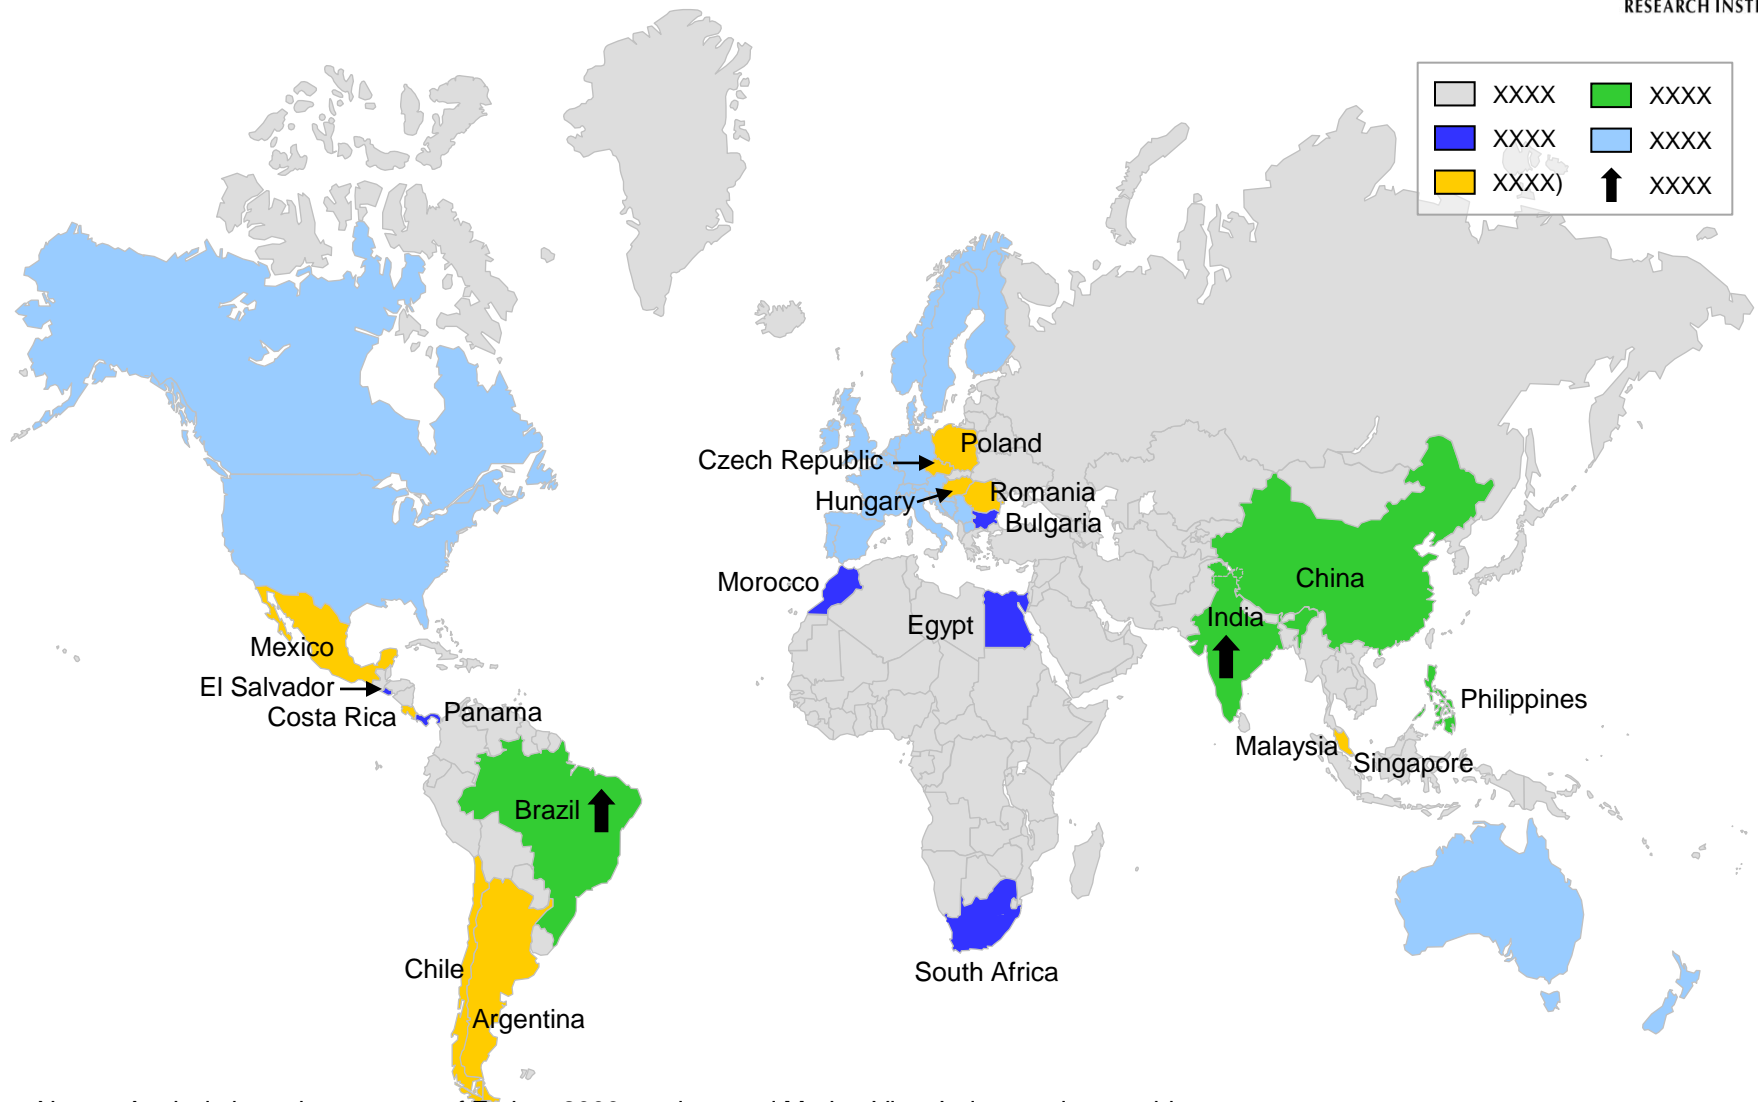 RESEARCH INSTI
XXXX XXXX
XXXX XXXX
XXXX) XXXX
Poland
Czech Republic
Hungary
Romania
Bulgaria
Morocco
Egypt
China
India
Mexico
El Salvador
Costa Rica
Panama
Philippines
Malaysia
Singapore
Brazil
Chile
South Africa
Argentina